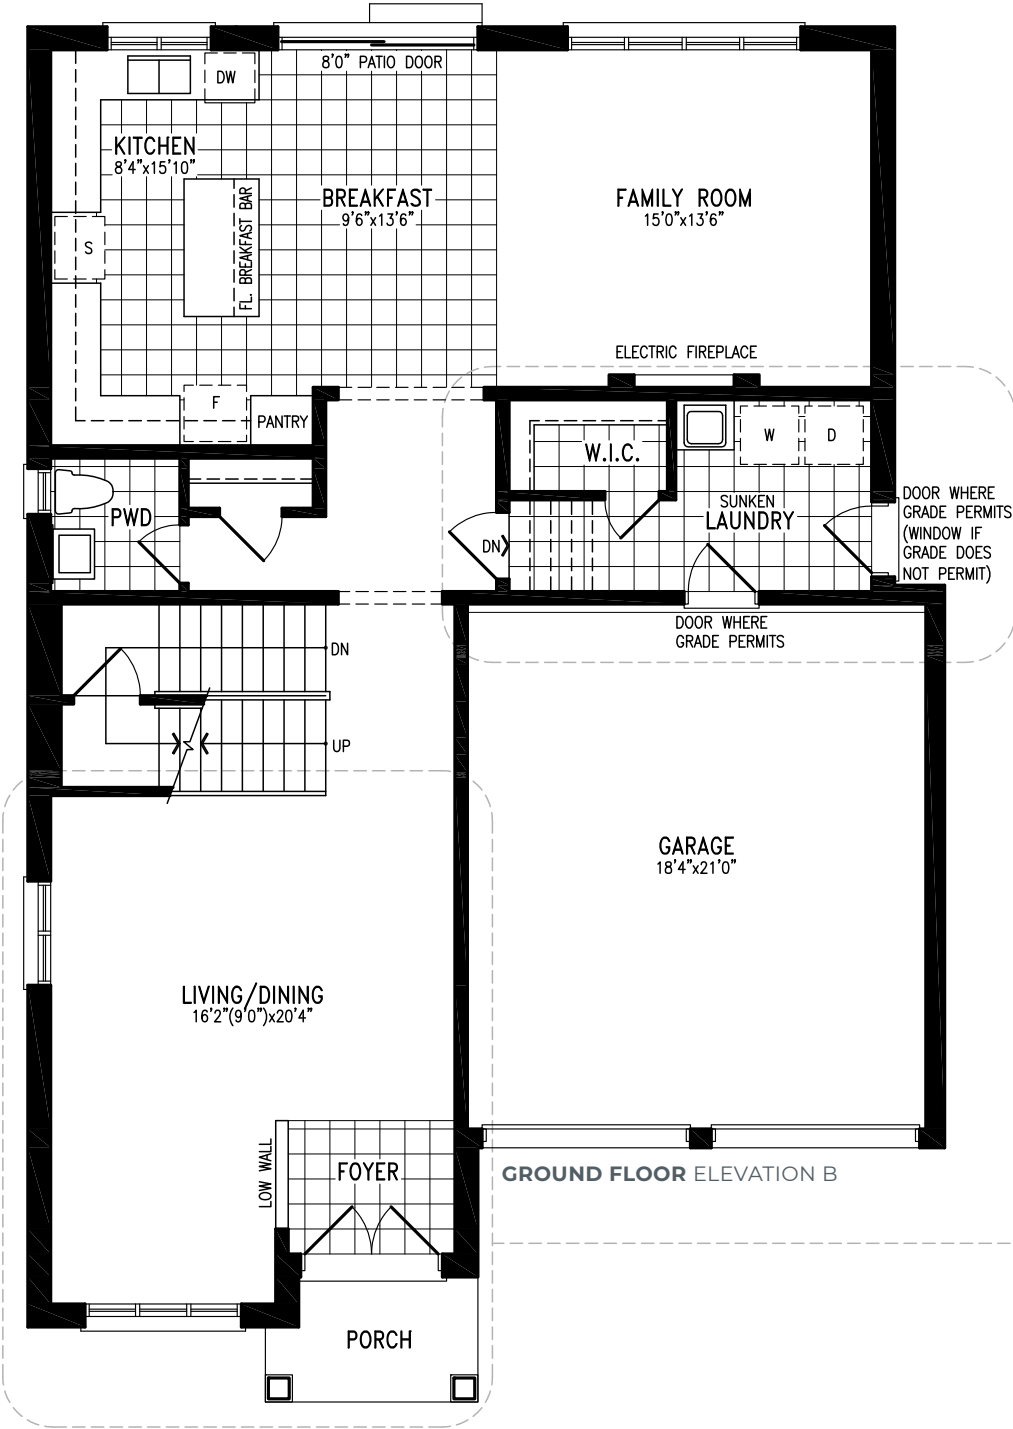 8'0" PATIO DOOR
DW
KITCHEN
8'4"x15'10"
BREAKFAST
9'6"x13'6"
FAMILY ROOM
15'0"x13'6"
S
FL. BREAKFAST BAR
ELECTRIC FIREPLACE
F
PANTRY
W.I.C.
W
D
PWD
SUNKEN
LAUNDRY
DN
DOOR WHERE
GRADE PERMITS
(WINDOW IF
GRADE DOES
NOT PERMIT)
DOOR WHERE
GRADE PERMITS
DN
UP
GARAGE
18'4"x21'0"
LIVING/DINING
16'2"(9'0")x20'4"
LOW WALL
FOYER
GROUND FLOOR ELEVATION B
PORCH